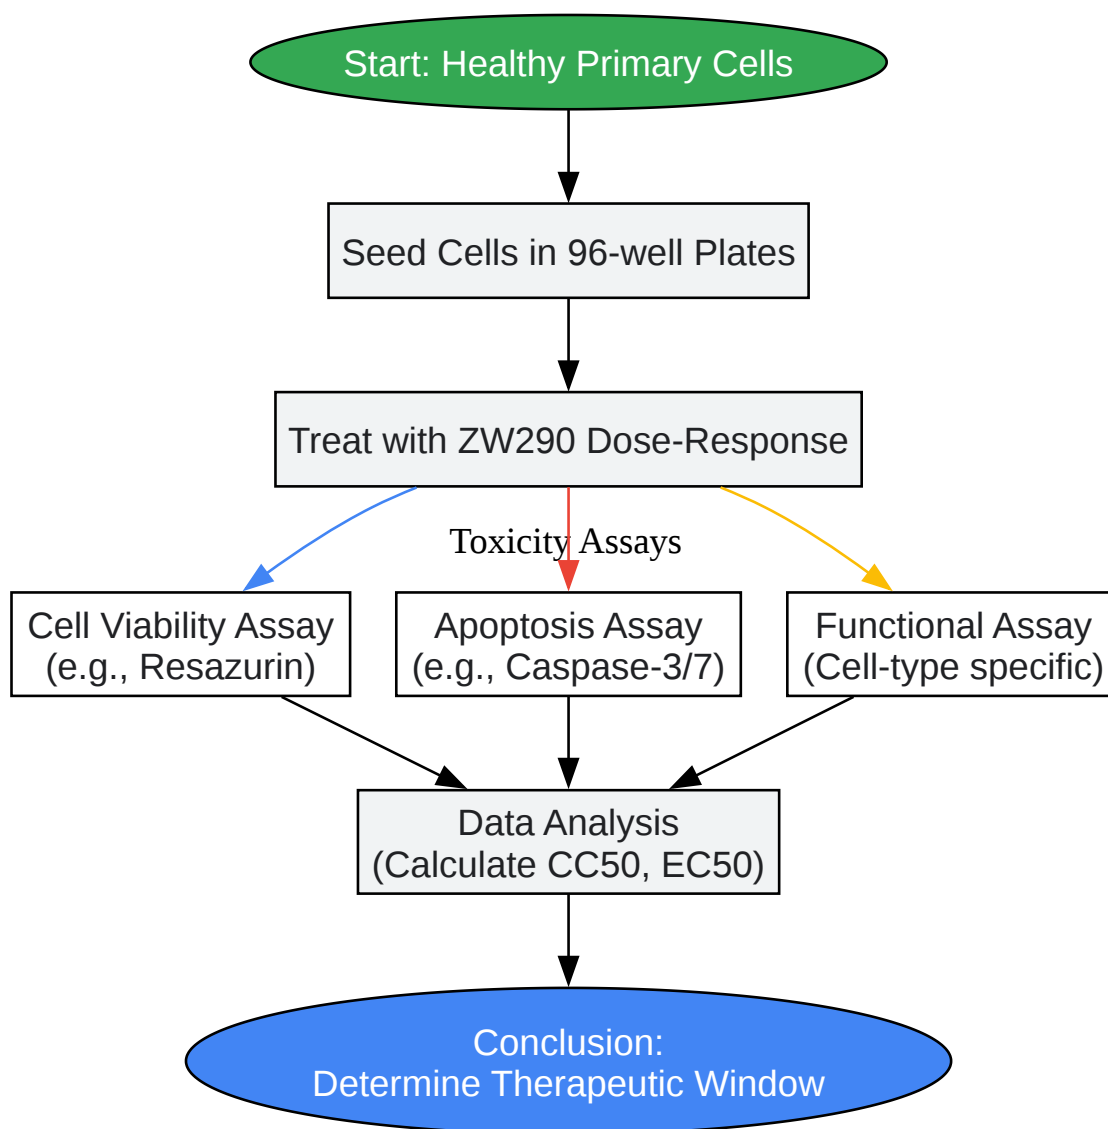 Start: Healthy Primary Cells
Seed Cells in 96-well Plates
Treat with ZW290 Dose-Response
Toxicity Assays
Cell Viability Assay
(e.g., Resazurin)
Apoptosis Assay
(e.g., Caspase-3/7)
Functional Assay
(Cell-type specific)
Data Analysis
(Calculate CC50, EC50)
Conclusion:
Determine Therapeutic Window